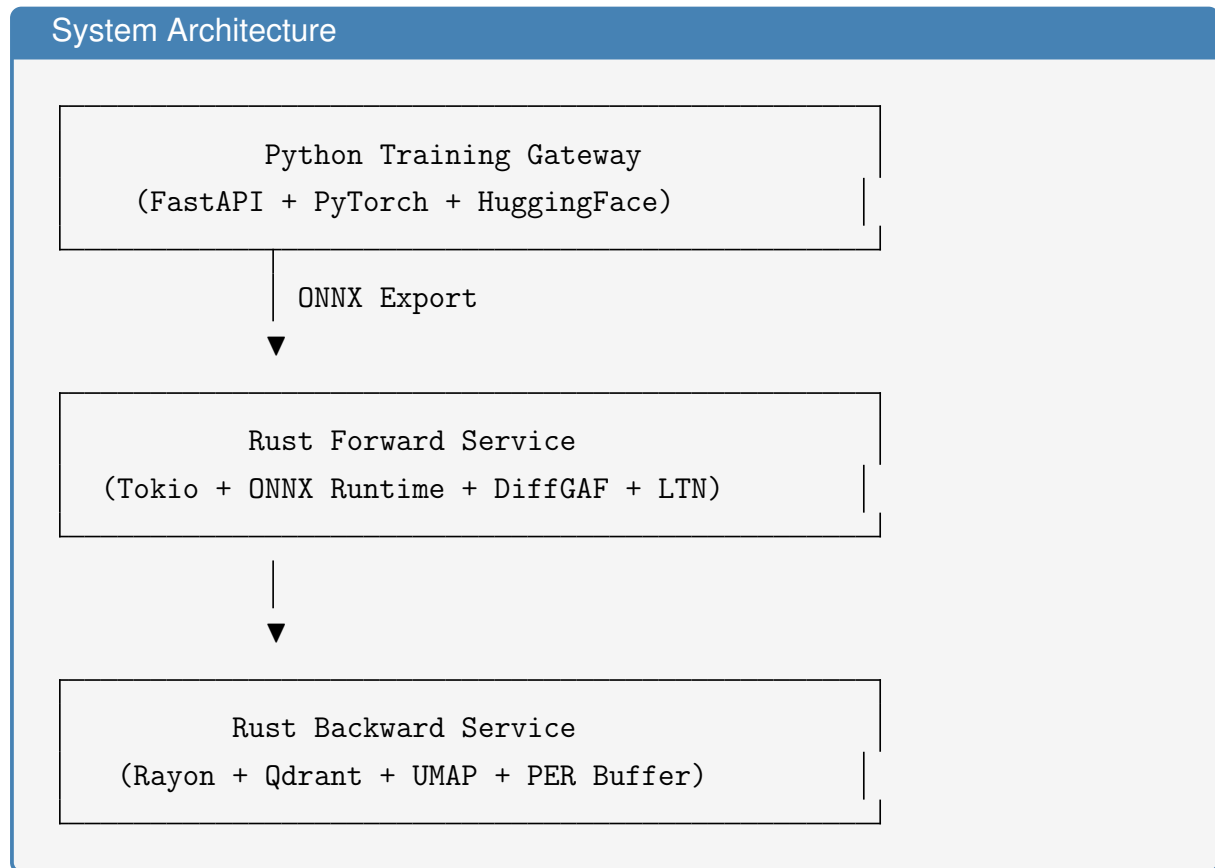 System Architecture
Python Training Gateway
(FastAPI + PyTorch + HuggingFace)
ONNX Export
Rust Forward Service
(Tokio + ONNX Runtime + DiffGAF + LTN)
Rust Backward Service
(Rayon + Qdrant + UMAP + PER Buffer)